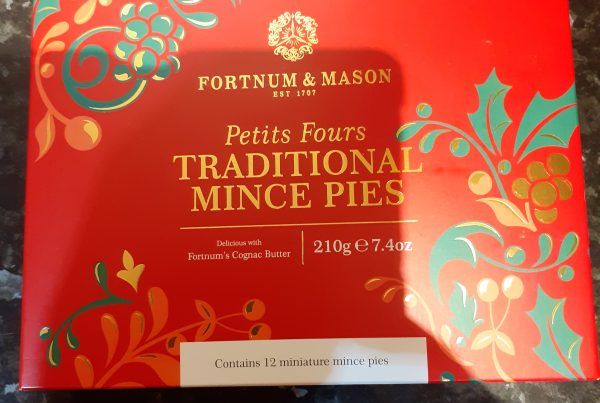 FORTNUM & MASON
EST 1707
Petits Fours
TRADITIONAL
MINCE PIES
Delicious with
Fortnum's Cognac Butter
210g ℮ 7.4oz
Contains 12 miniature mince pies